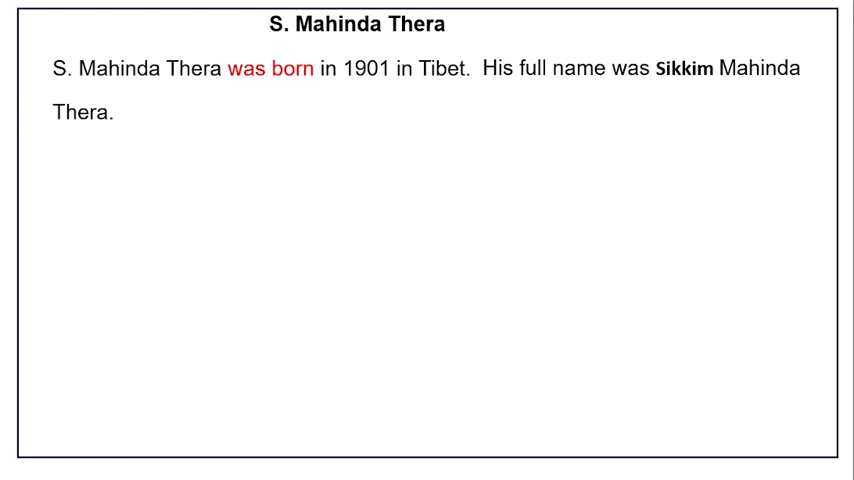 S. Mahinda Thera
S. Mahinda Thera was born in 1901 in Tibet. His full name was Sikkim Mahinda
Thera.